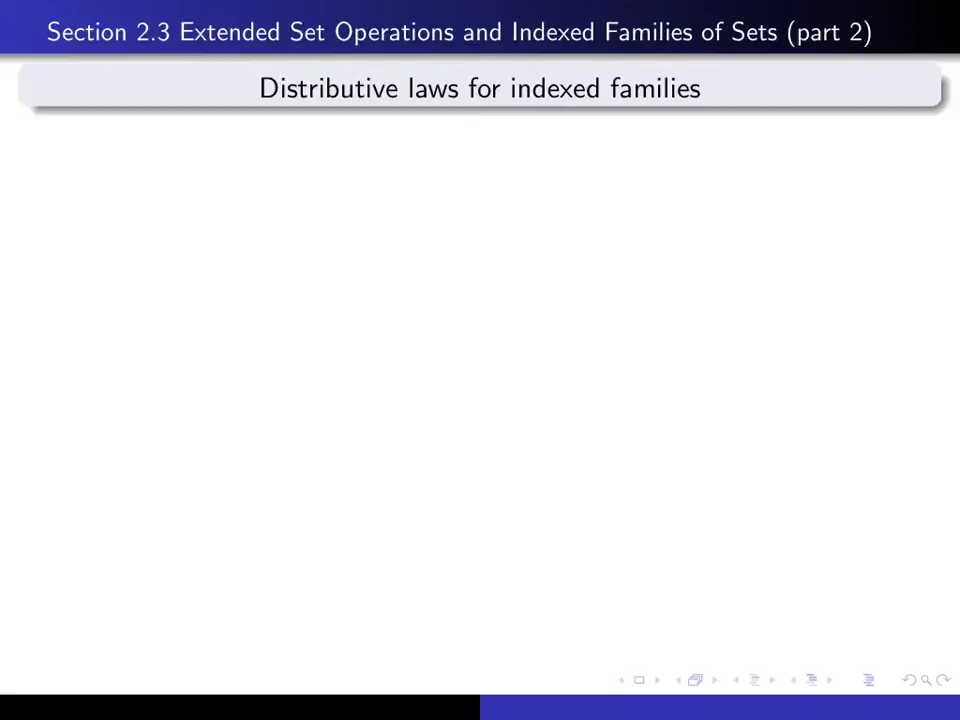 Section 2.3 Extended Set Operations and Indexed Families of Sets (part 2)
Distributive laws for indexed families